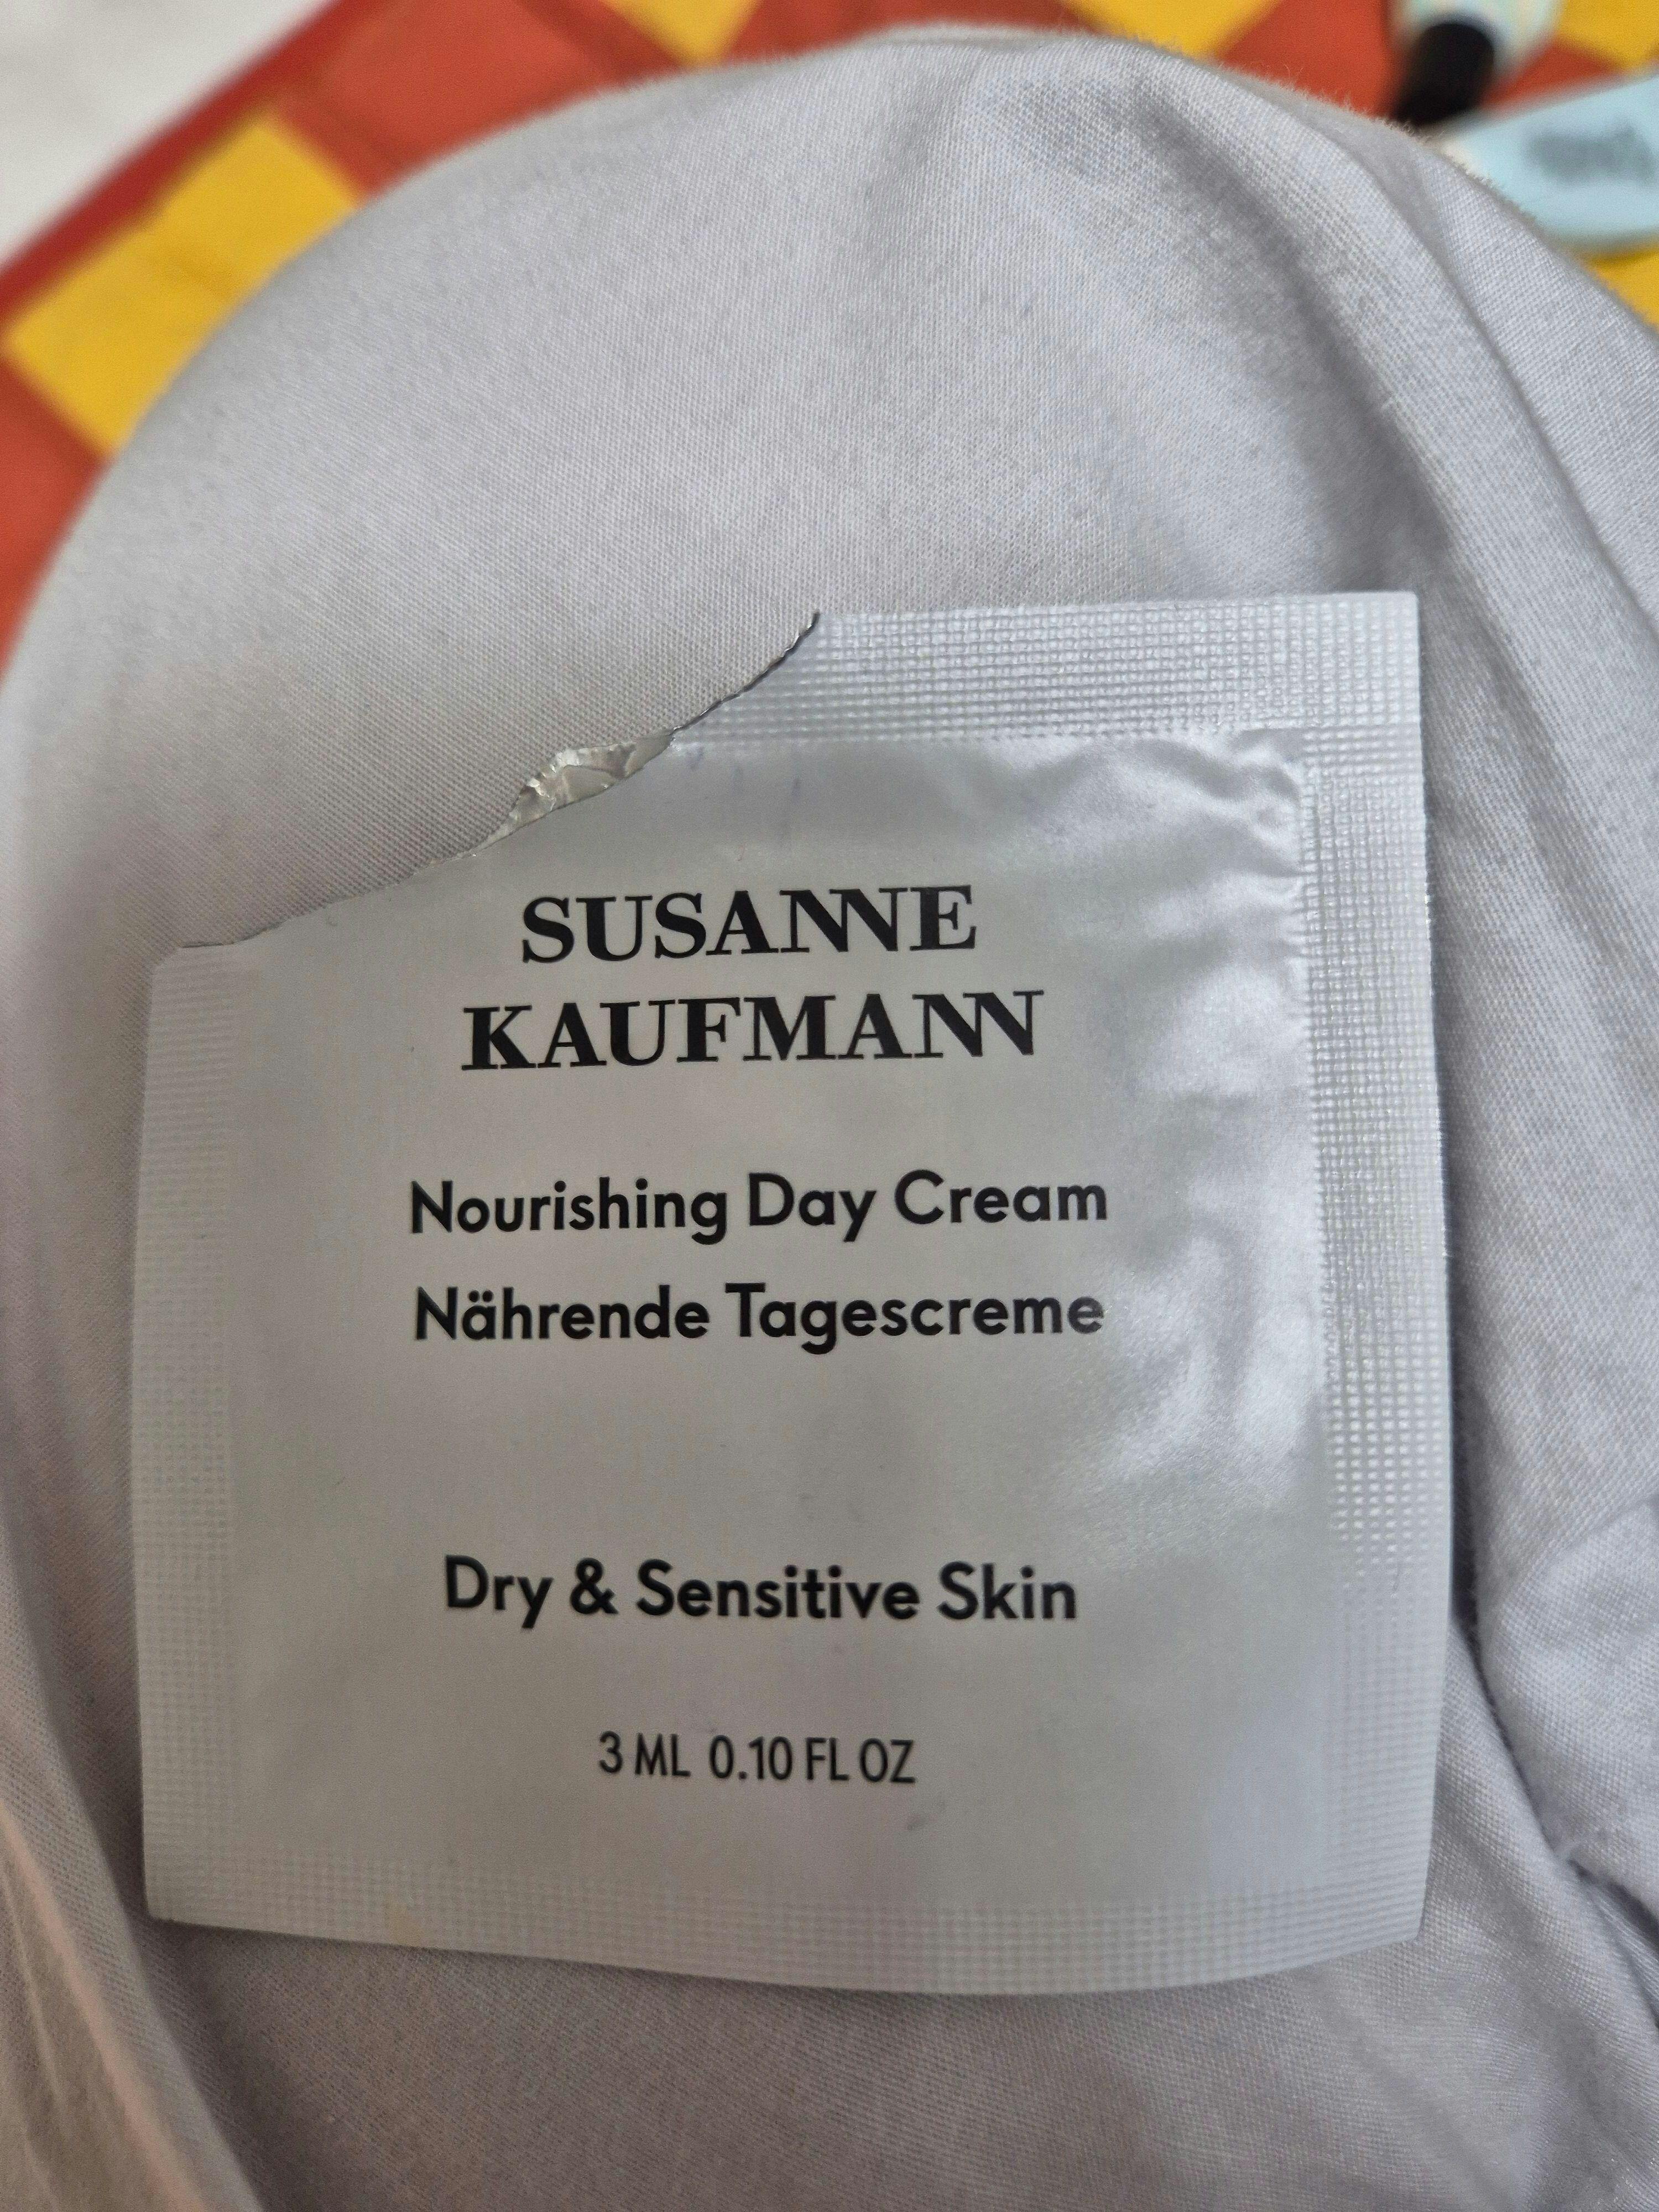 SUSANNE
KAUFMANN
Nourishing Day Cream
Nährende Tagescreme
Dry & Sensitive Skin
3 ML 0.10 FL OZ